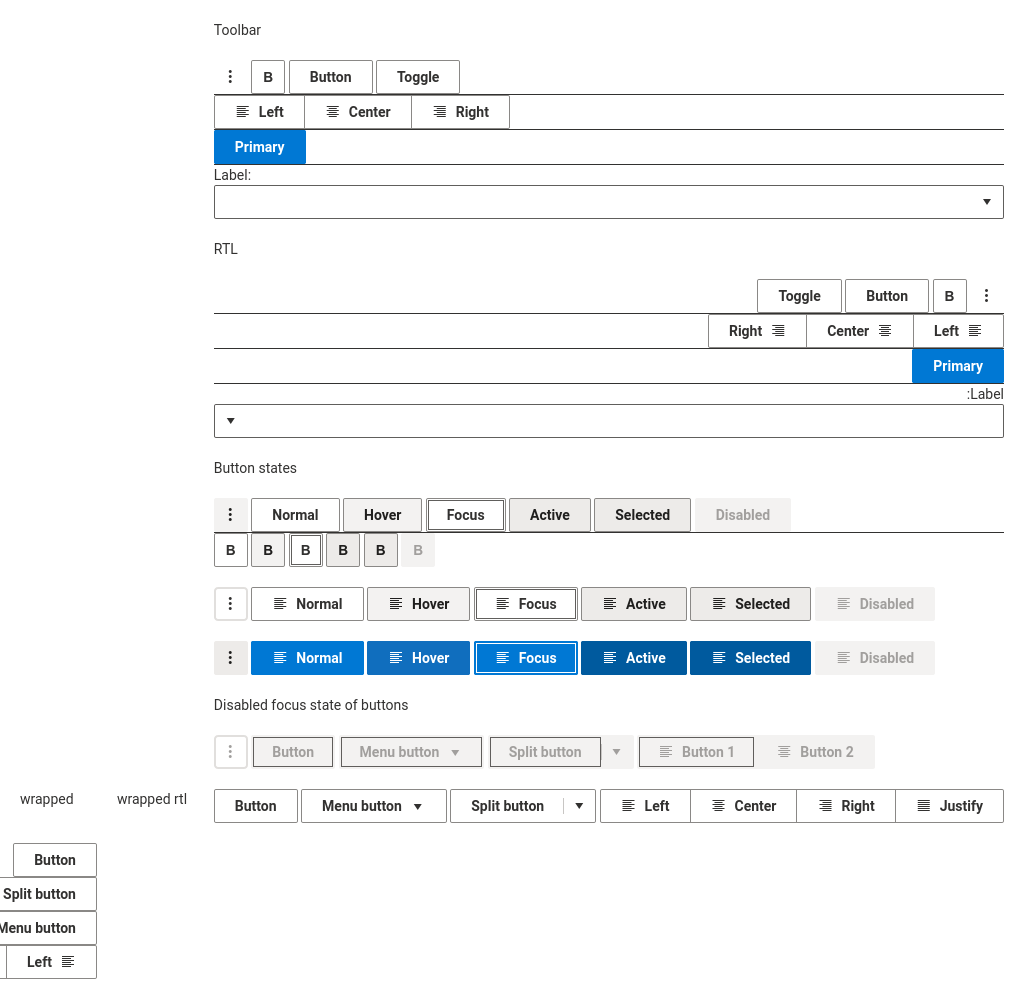 Toolbar
B Button Toggle
Left Center Right
Primary
Label:
RTL
Toggle Button B
Right Center Left
Primary
:Label
Button states
Normal Hover Focus Active Selected Disabled
B B B B B B
Normal Hover Focus Active Selected Disabled
Normal Hover Focus Active Selected Disabled
Disabled focus state of buttons
Button Menu button Split button Button 1 Button 2
wrapped wrapped rtl Button Menu button Split button Left Center Right Justify
Button
Split button
Menu button
Left